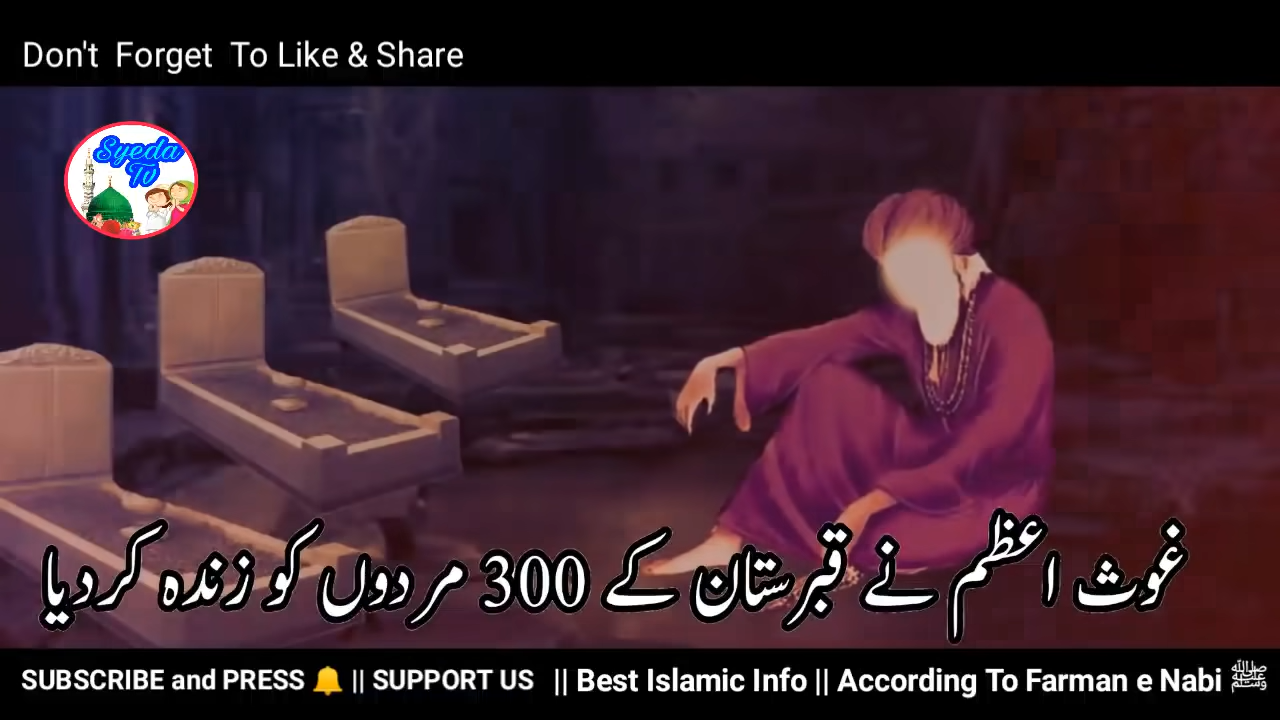 Don't Forget To Like & Share
Syeda
Tv
غوث اعظم نے قبرستان کے 300 مردوں کو زندہ کردیا
SUBSCRIBE and PRESS 🔔 || SUPPORT US || Best Islamic Info || According To Farman e Nabi ﷺ